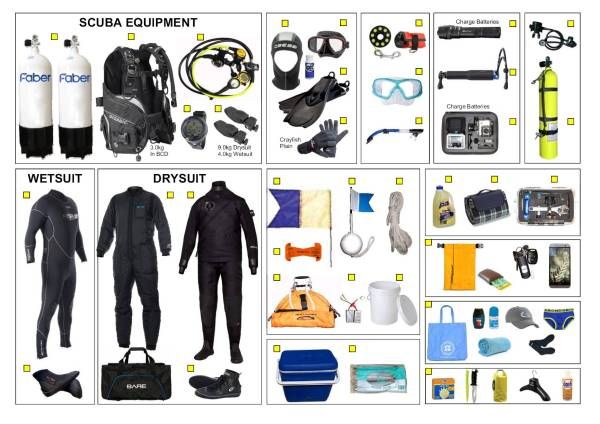 SCUBA EQUIPMENT
Faber
Faber
3.0kg
In BCD
9.0kg Drysuit
4.0kg Wetsuit
CRESSI
Crayfish
Plain
Charge Batteries
Charge Batteries
WETSUIT
DRYSUIT
BARE